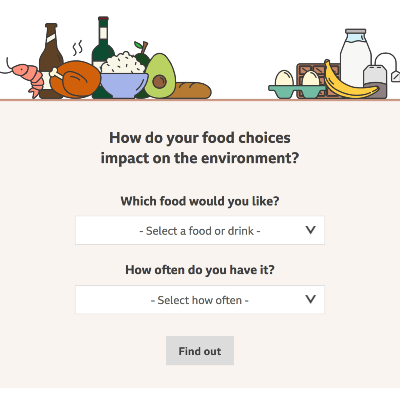 How do your food choices
impact on the environment?
Which food would you like?
- Select a food or drink -
How often do you have it?
- Select how often -
Find out